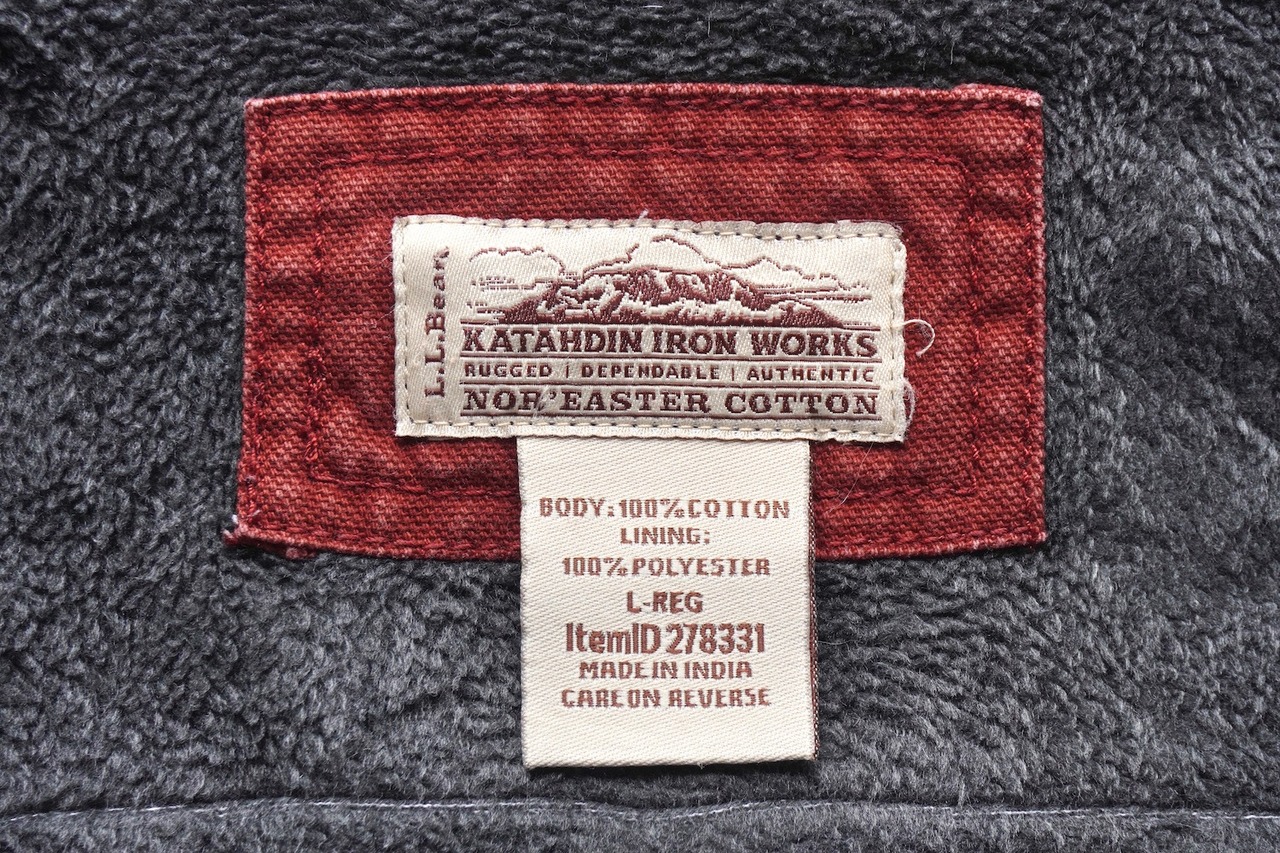 L.L.Bean
KATAHDIN IRON WORKS
RUGGED | DEPENDABLE | AUTHENTIC
NOR'EASTER COTTON
BODY:100%COTTON
LINING:
100%POLYESTER
L-REG
ItemID 278331
MADE IN INDIA
CARE ON REVERSE